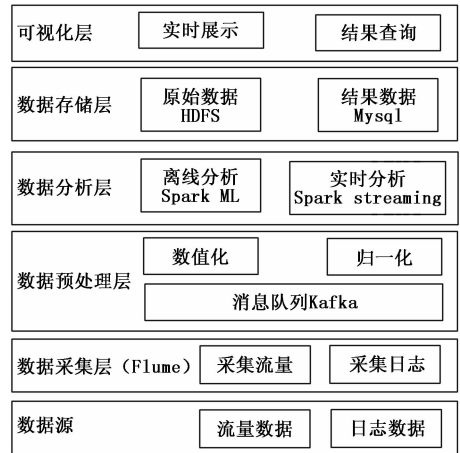 可视化层
实时展示
结果查询
数据存储层
原始数据
HDFS
结果数据
Mysql
数据分析层
离线分析
Spark ML
实时分析
Spark streaming
数据预处理层
数值化
归一化
消息队列Kafka
数据采集层（Flume）
采集流量
采集日志
数据源
流量数据
日志数据